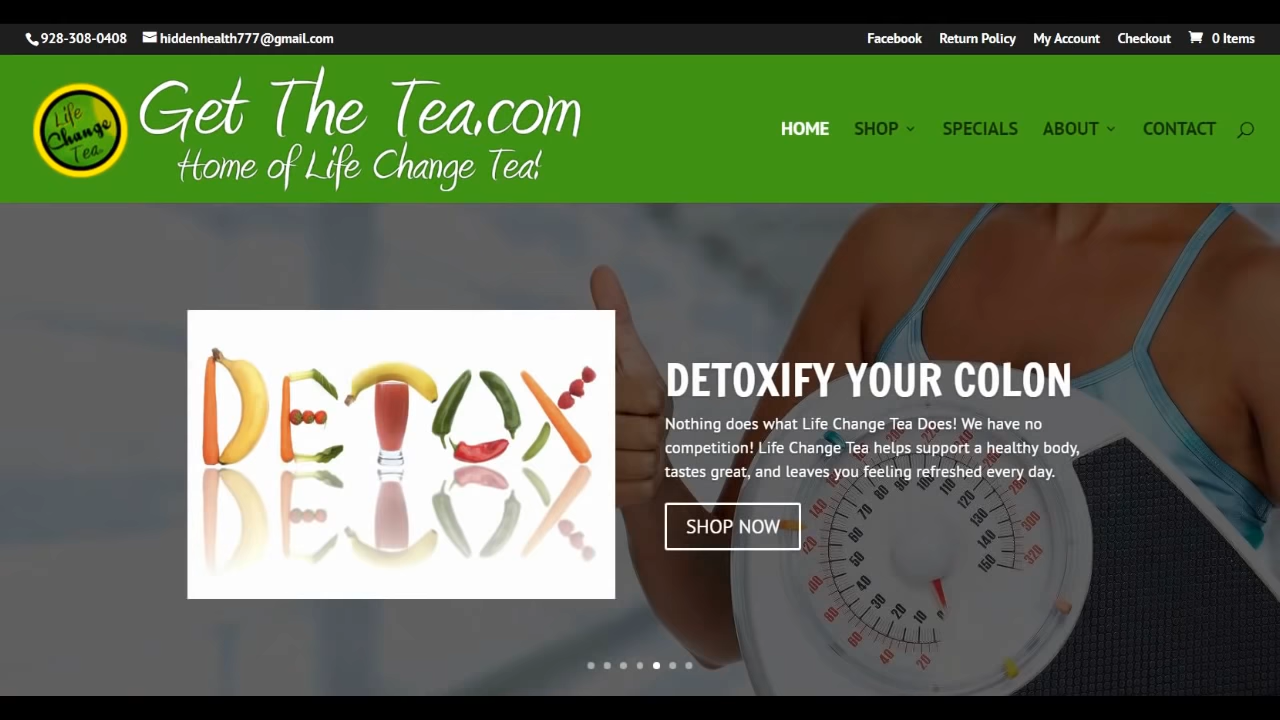 928-308-0408 hiddenhealth777@gmail.com Facebook Return Policy My Account Checkout 0 Items
Life
Change
Tea
Get The Tea.com
Home of Life Change Tea!
HOME SHOP SPECIALS ABOUT CONTACT
DETOX
DETOXIFY YOUR COLON
Nothing does what Life Change Tea Does! We have no
competition! Life Change Tea helps support a healthy body,
tastes great, and leaves you feeling refreshed every day.
SHOP NOW